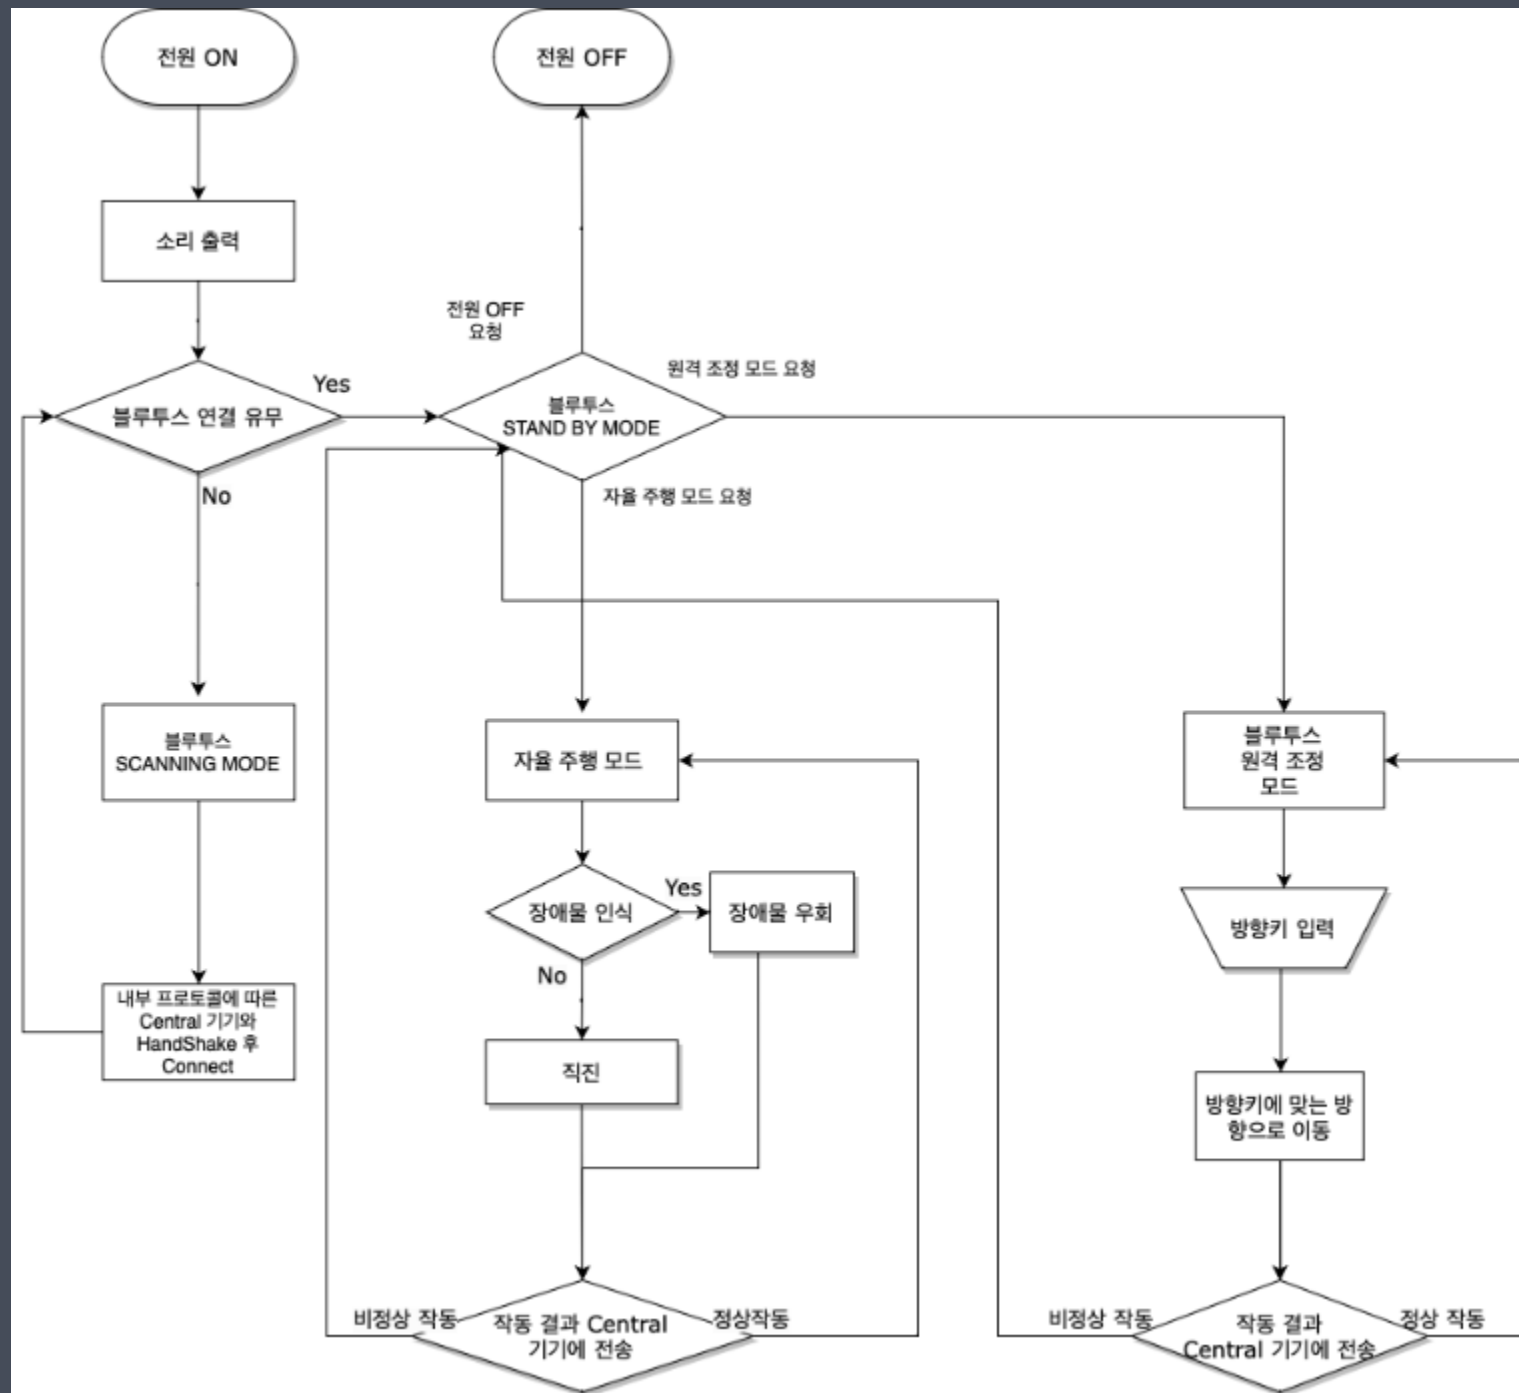 전원 ON
전원 OFF
소리 출력
전원 OFF
요청
원격 조정 모드 요청
Yes
블루투스 연결 유무
블루투스
STAND BY MODE
No
자율 주행 모드 요청
블루투스
SCANNING MODE
자율 주행 모드
블루투스
원격 조정
모드
장애물 인식
Yes
장애물 우회
방향키 입력
No
내부 프로토콜에 따른
Central 기기와
HandShake 후
Connect
직진
방향키에 맞는 방
향으로 이동
비정상 작동
작동 결과 Central
기기에 전송
정상작동
비정상 작동
작동 결과
Central 기기에 전송
정상 작동